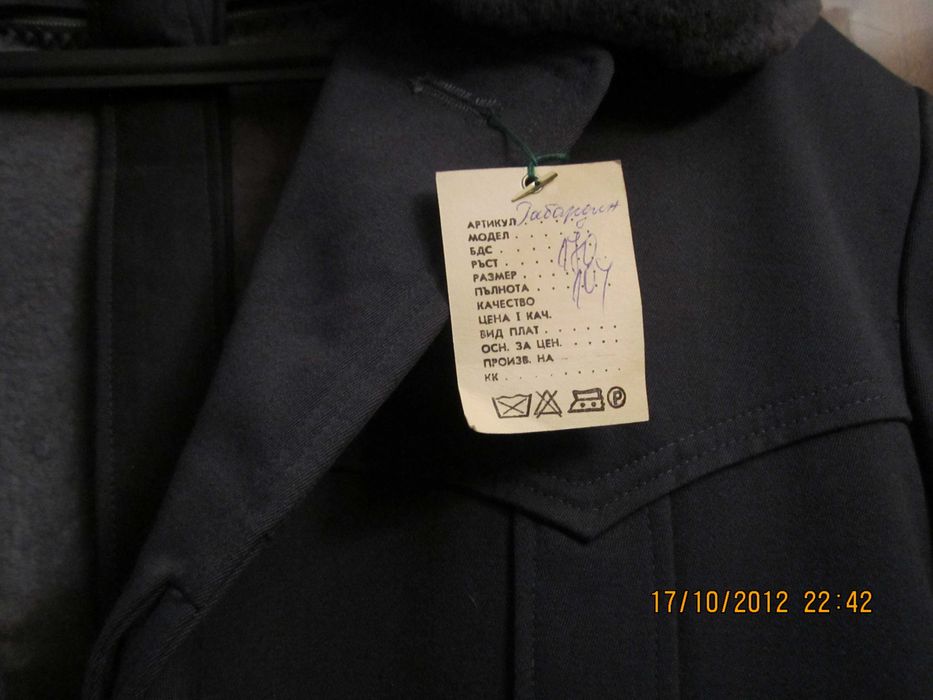 АРТИКУЛ Габардин
МОДЕЛ
БДС
РЪСТ 170
РАЗМЕР
ПЪЛНОТА
КАЧЕСТВО
ЦЕНА I КАЧ.
ВИД ПЛАТ
ОСН. ЗА ЦЕН.
ПРОИЗВ. НА
КК
P
17/10/2012 22:42